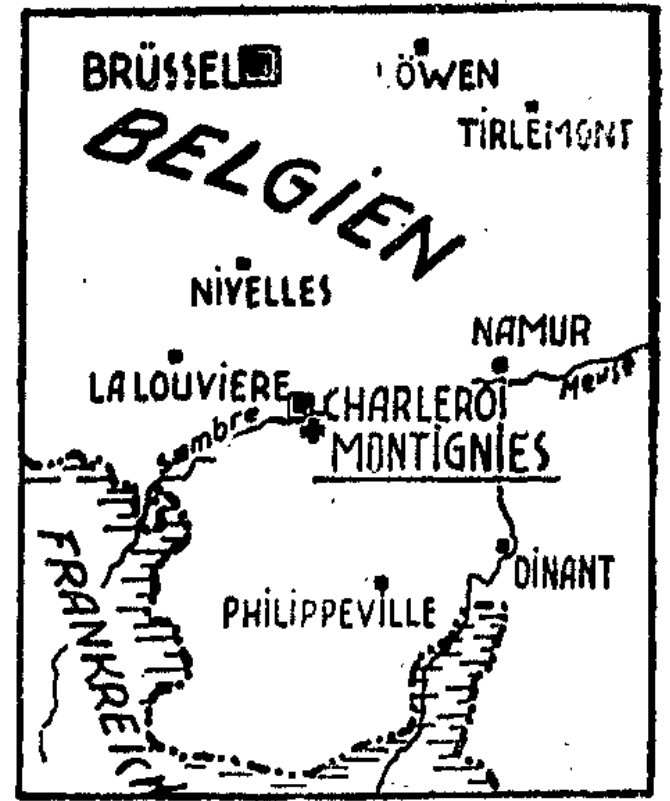 BRÜSSEL
LÖWEN
TIRLEMONT
BELGIEN
NIVELLES
NAMUR
Meuse
LA LOUVIERE
CHARLEROI
Sambre
MONTIGNIES
FRANKREICH
DINANT
PHILIPPEVILLE